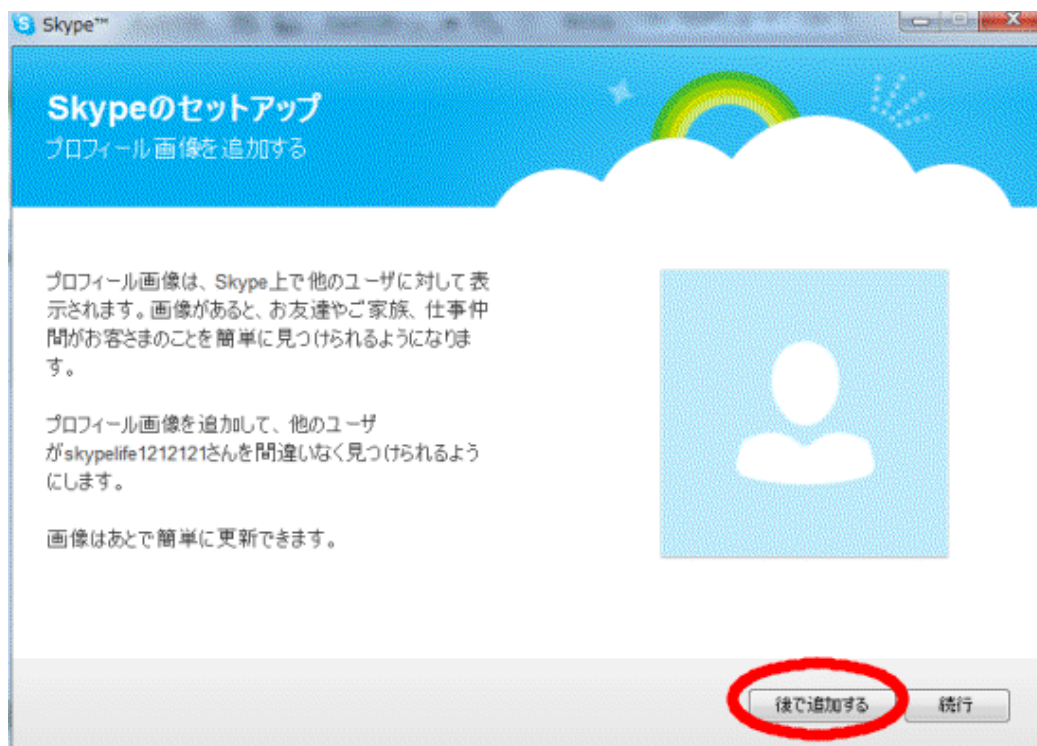 Skype™
Skypeのセットアップ
プロフィール画像を追加する
プロフィール画像は、Skype上で他のユーザに対して表
示されます。画像があると、お友達やご家族、仕事仲
間がお客さまのことを簡単に見つけられるようになりま
す。
プロフィール画像を追加して、他のユーザ
がskypelife1212121さんを間違いなく見つけられるよう
にします。
画像はあとで簡単に更新できます。
後で追加する
続行